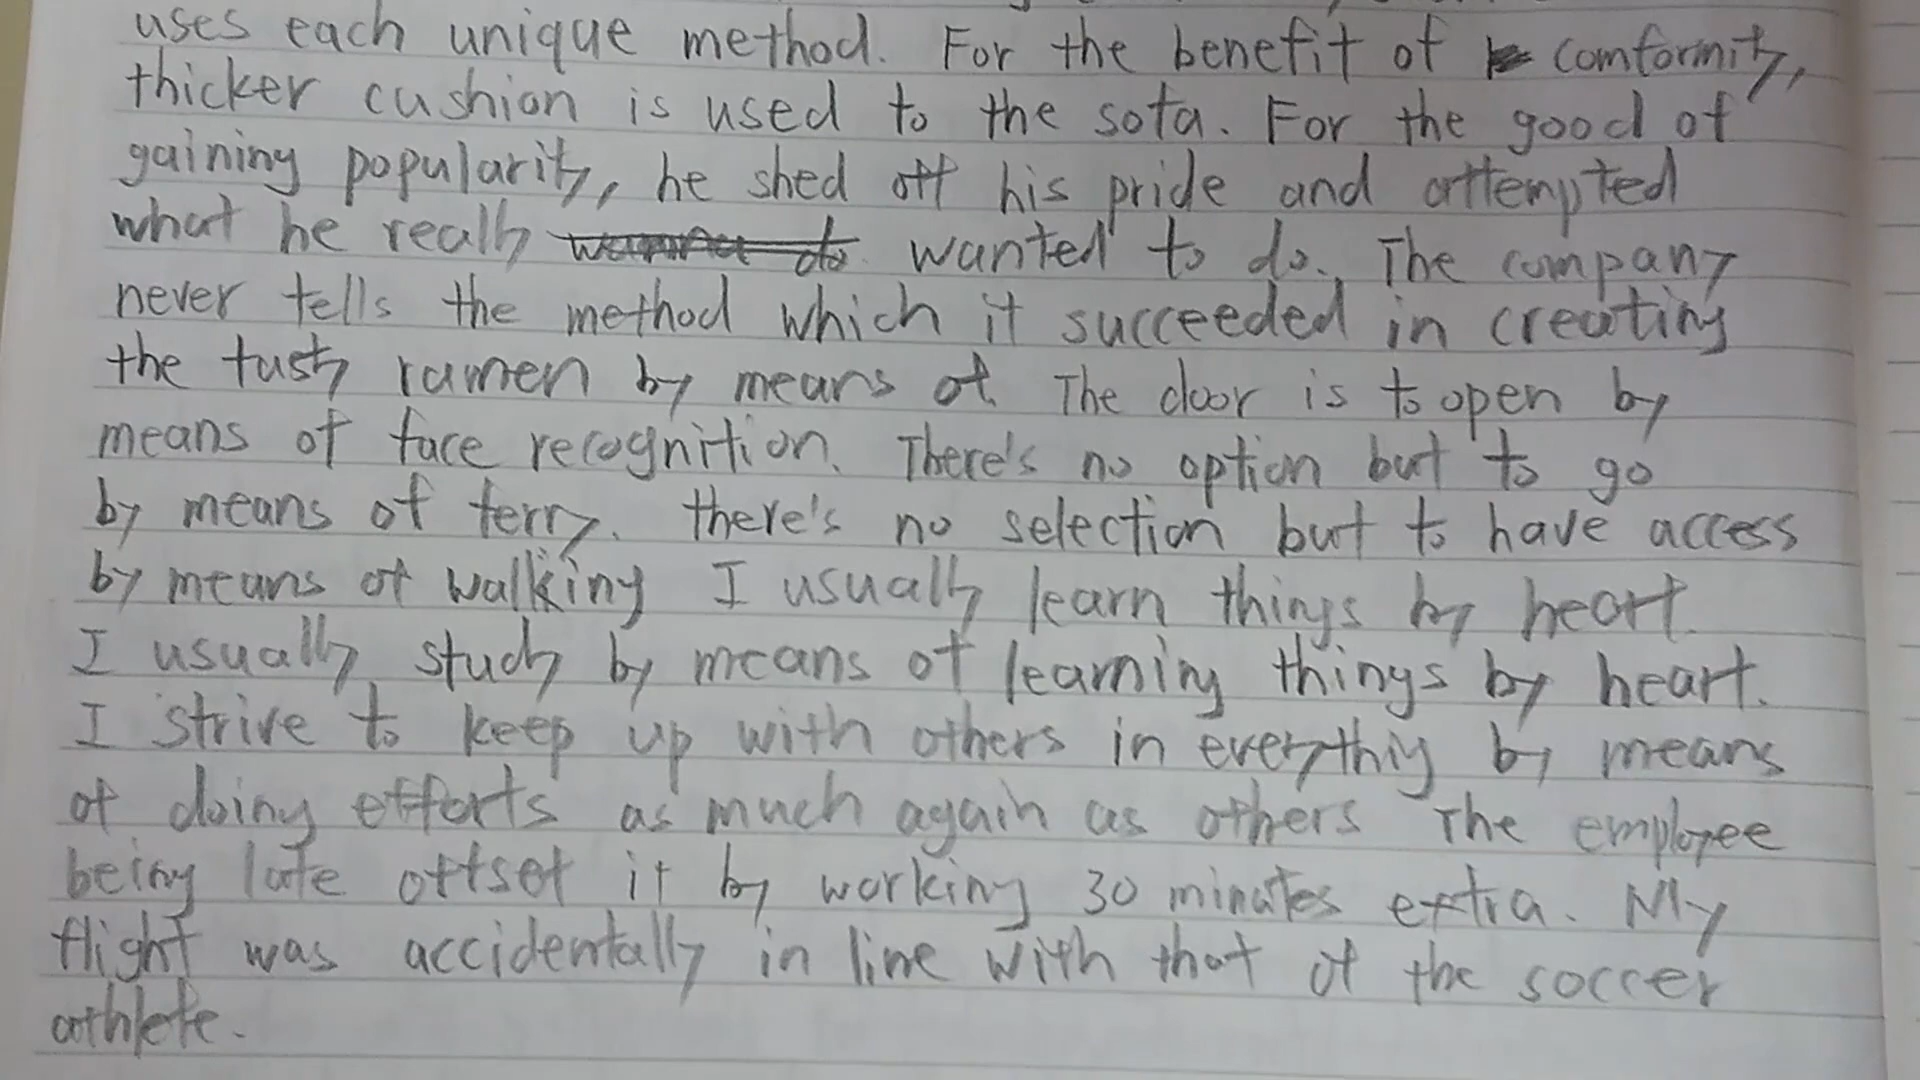 uses each unique method. For the benefit of comformity,
thicker cushion is used to the sofa. For the good of
gaining popularity, he shed off his pride and attempted
what he really wanna do wanted to do. The company
never tells the method which it succeeded in creating
the tasty ramen by means of. The door is to open by
means of face recognition. There's no option but to go
by means of ferry. there's no selection but to have access
by means of walking I usually learn things by heart.
I usually study by means of learning things by heart.
I strive to keep up with others in everythig by means
of doing efforts as much again as others The employee
being late offset it by working 30 minutes extra. My
flight was accidentally in line with that of the soccer
athlete.